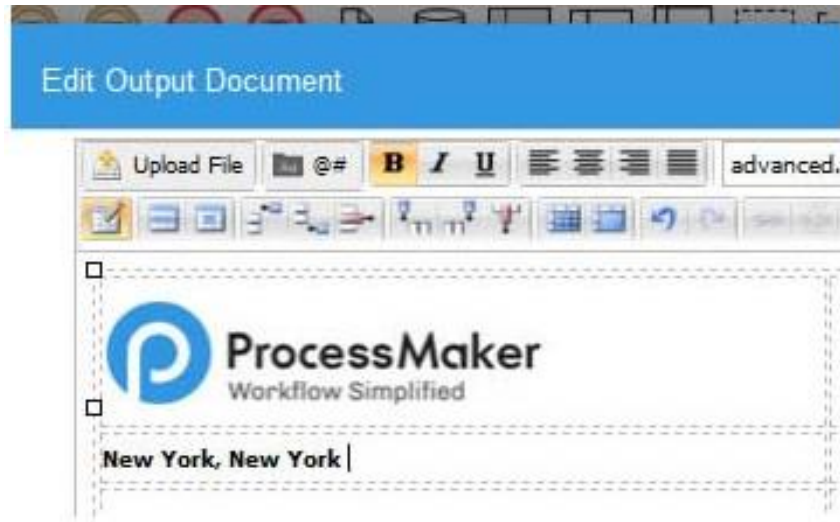 Edit Output Document
Upload File @# B I U advanced.
ProcessMaker
Workflow Simplified
New York, New York